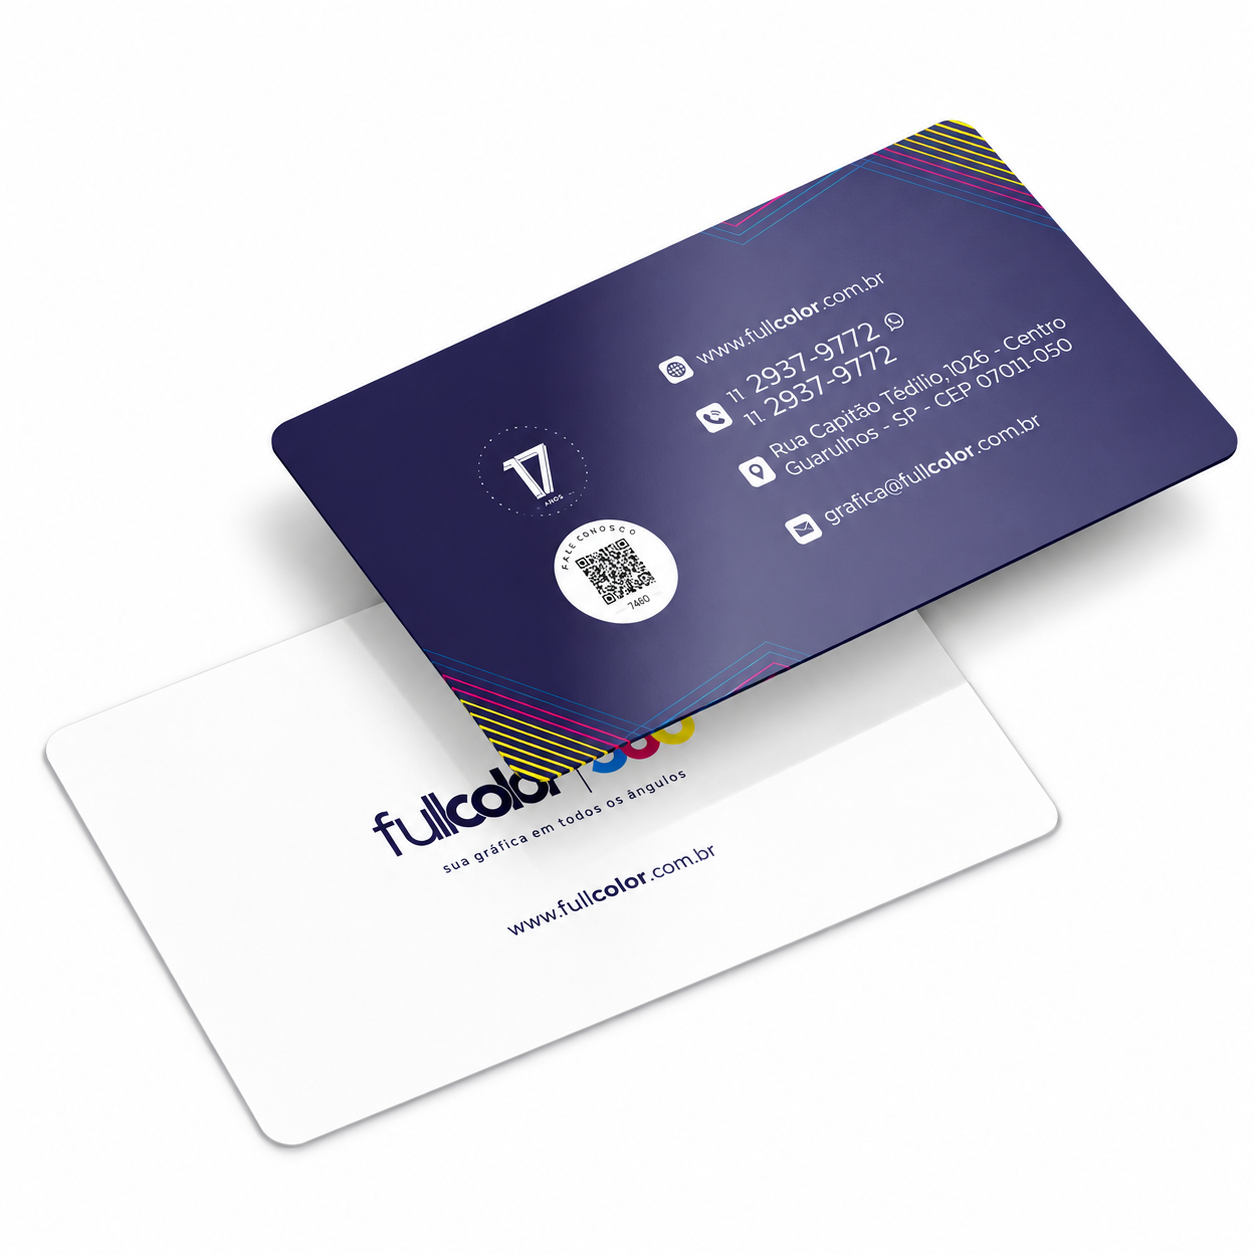 www.fullcolor.com.br
11 2937-9772
11 2937-9772
Rua Capitão Tédilio,1026 - Centro
Guarulhos - SP - CEP 07011-050
grafica@fullcolor.com.br
17
ANOS
FALE CONOSCO
7460
fullcolor
sua gráfica em todos os ângulos
www.fullcolor.com.br